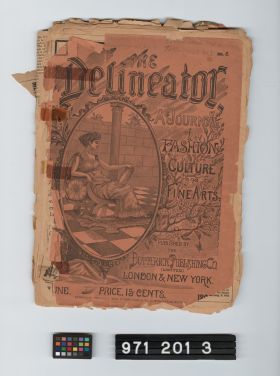 THE
Delineator,
A JOURNAL
OF
FASHION,
CULTURE
AND
FINE ARTS.
PUBLISHED BY
THE
BUTTERICK PUBLISHING Co.
(LIMITED)
LONDON & NEW YORK.
PRICE, 15 CENTS.
971 201 3